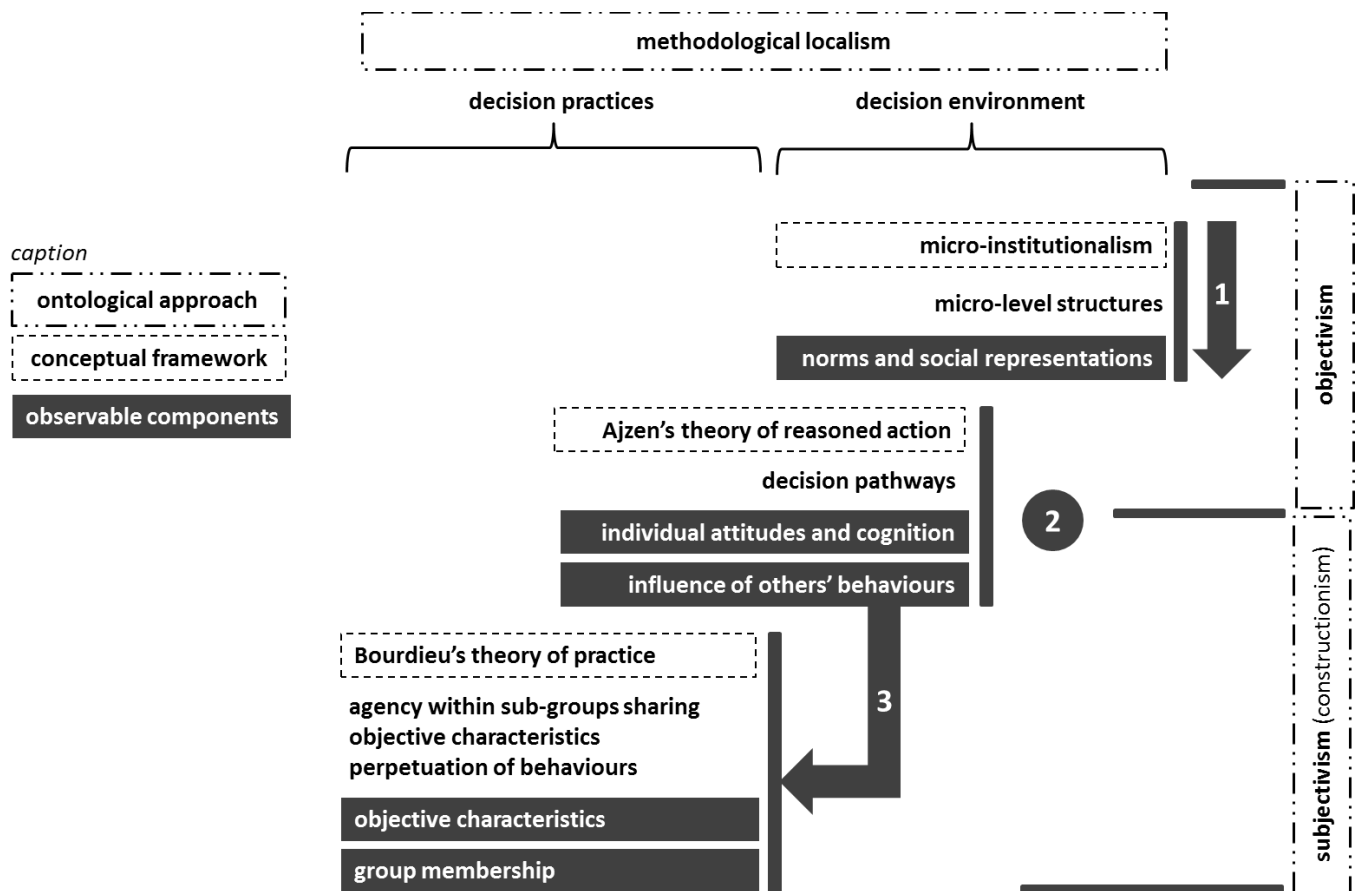 methodological localism
decision practices
decision environment
caption
ontological approach
conceptual framework
observable components
micro-institutionalism
micro-level structures
norms and social representations
1
objectivism
Ajzen’s theory of reasoned action
decision pathways
individual attitudes and cognition
influence of others’ behaviours
2
Bourdieu’s theory of practice
agency within sub-groups sharing
objective characteristics
perpetuation of behaviours
objective characteristics
group membership
3
subjectivism (constructionism)